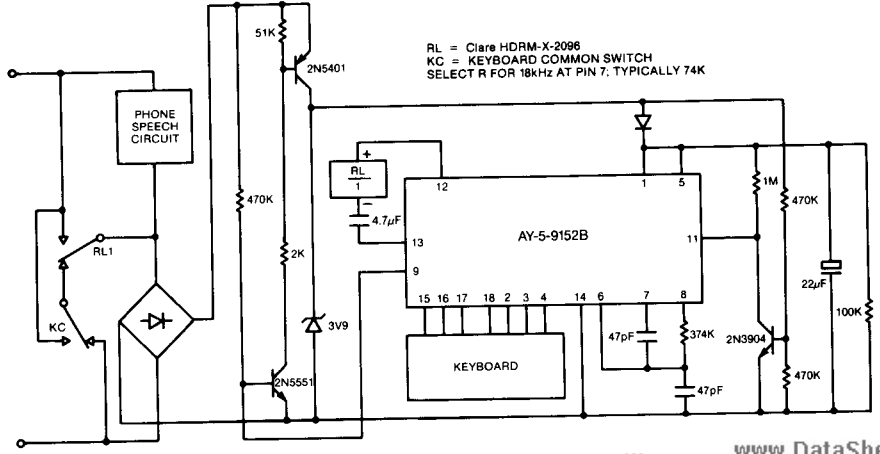 RL = Clare HDRM-X-2096
KC = KEYBOARD COMMON SWITCH
SELECT R FOR 18kHz AT PIN 7; TYPICALLY 74K
51K
2N5401
PHONE
SPEECH
CIRCUIT
+
RL
1
−
4.7µF
12
1
5
1M
470K
470K
13
AY-5-9152B
11
RL1
2K
9
22µF
15 16 17 18 2 3 4 14 6 7 8
KC
3V9
47pF
374K
100K
2N3904
KEYBOARD
2N5551
470K
47pF
www.DataShe